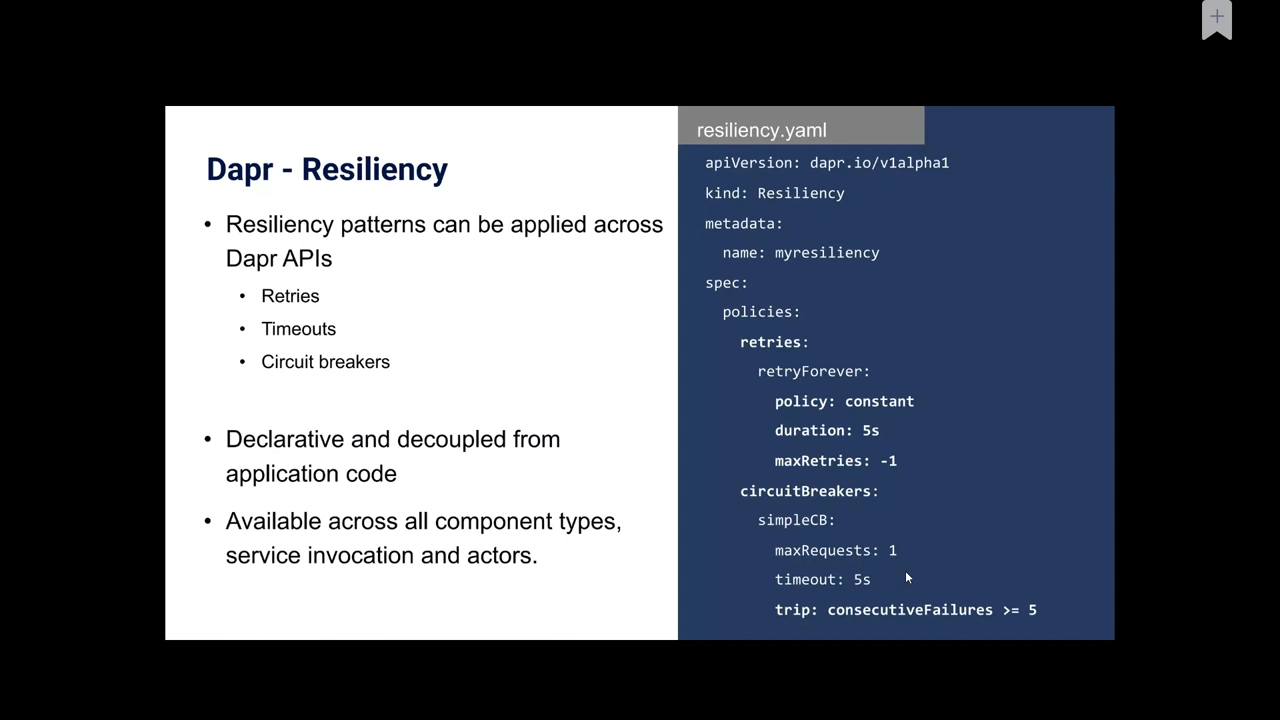 Dapr - Resiliency
• Resiliency patterns can be applied across
Dapr APIs
• Retries
• Timeouts
• Circuit breakers
• Declarative and decoupled from
application code
• Available across all component types,
service invocation and actors.
resiliency.yaml
apiVersion: dapr.io/v1alpha1
kind: Resiliency
metadata:
  name: myresiliency
spec:
  policies:
    retries:
      retryForever:
        policy: constant
        duration: 5s
        maxRetries: -1
    circuitBreakers:
      simpleCB:
        maxRequests: 1
        timeout: 5s
        trip: consecutiveFailures >= 5